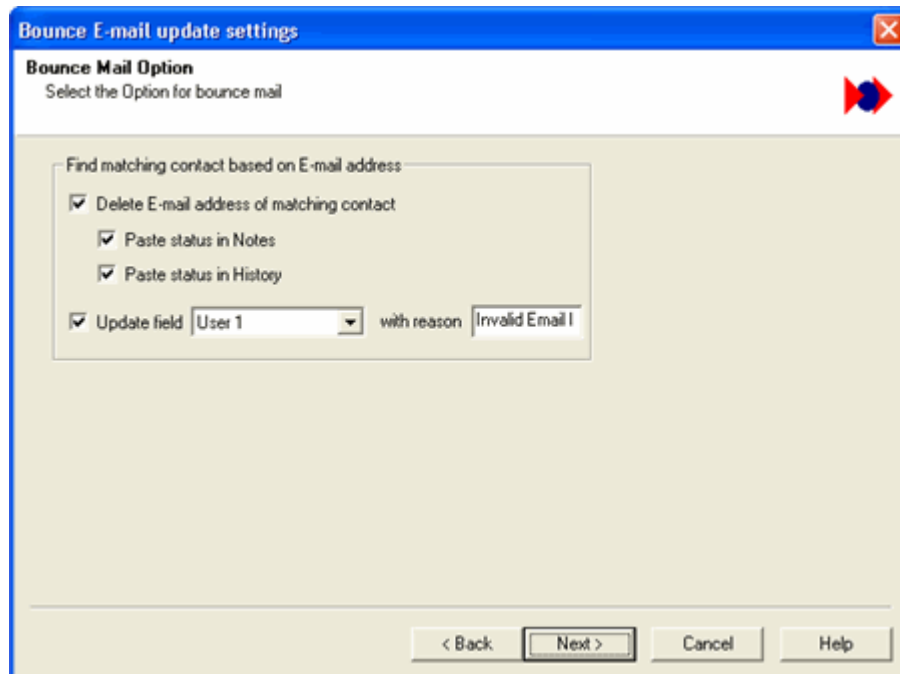 Bounce E-mail update settings
Bounce Mail Option
Select the Option for bounce mail
Find matching contact based on E-mail address
Delete E-mail address of matching contact
Paste status in Notes
Paste status in History
Update field User 1 with reason Invalid Email I
< Back Next > Cancel Help